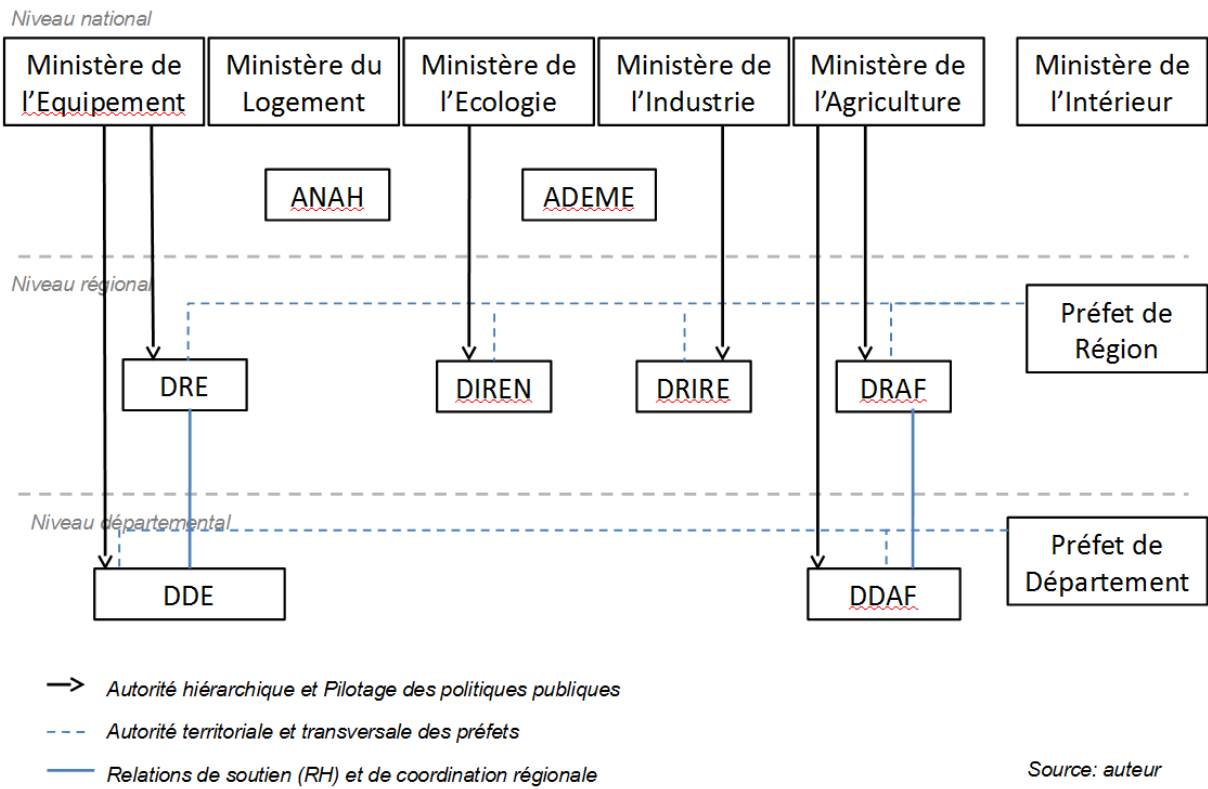 Niveau national
Ministère de
l’Equipement
Ministère du
Logement
Ministère de
l’Ecologie
Ministère de
l’Industrie
Ministère de
l’Agriculture
Ministère de
l’Intérieur
ANAH
ADEME
Niveau régional
Préfet de
Région
DRE
DIREN
DRIRE
DRAF
Niveau départemental
Préfet de
Département
DDE
DDAF
Autorité hiérarchique et Pilotage des politiques publiques
Autorité territoriale et transversale des préfets
Relations de soutien (RH) et de coordination régionale
Source: auteur